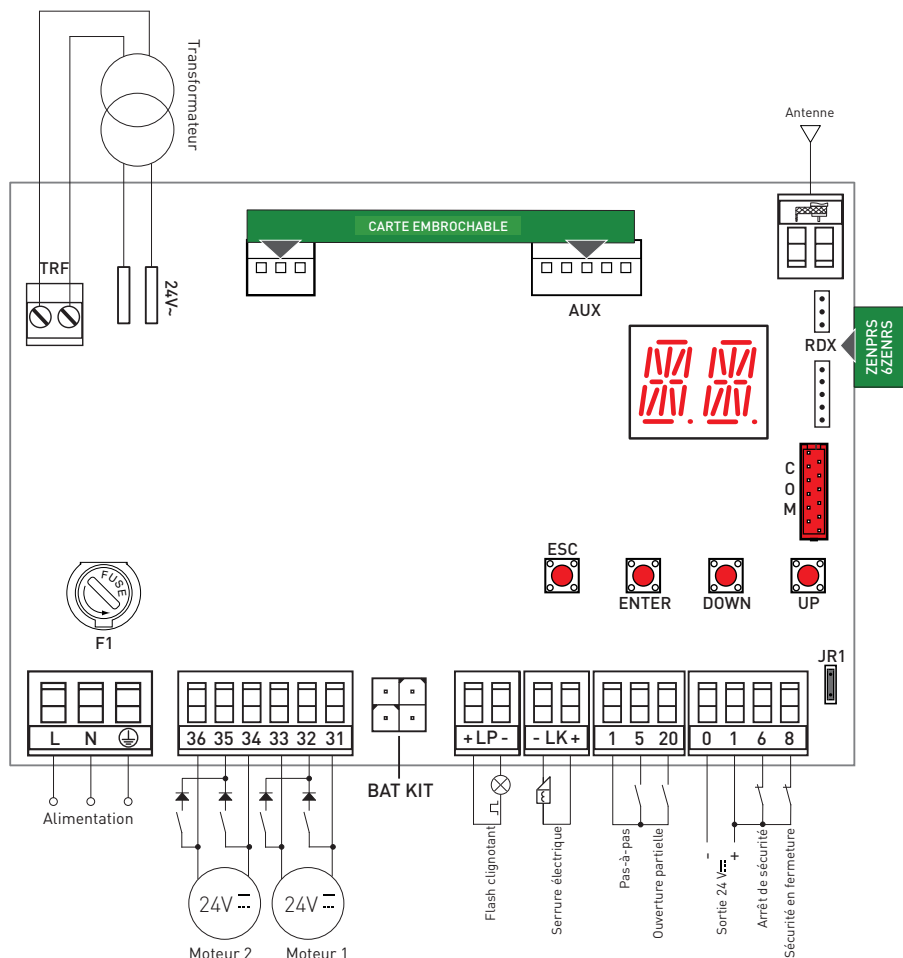 Transformateur
Antenne
CARTE EMBROCHABLE
TRF
24V~
AUX
RDX
ZENPRS
6ZENRS
COM
ESC
ENTER
DOWN
UP
FUSE
F1
JR1
L N
36 35 34 33 32 31
BAT KIT
+LP-
- LK +
1 5 20
0 1 6 8
Alimentation
24V
24V
Moteur 2
Moteur 1
Flash clignotant
Serrure électrique
Pas-à-pas
Ouverture partielle
-
+
Sortie 24 V
Arrêt de sécurité
Sécurité en fermeture